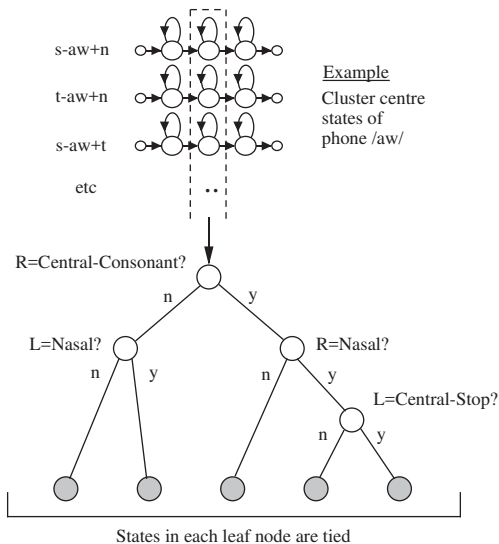 s-aw+n
t-aw+n
s-aw+t
etc
..
Example
Cluster centre
states of
phone /aw/
R=Central-Consonant?
n
y
L=Nasal?
R=Nasal?
n
y
n
y
L=Central-Stop?
n
y
States in each leaf node are tied